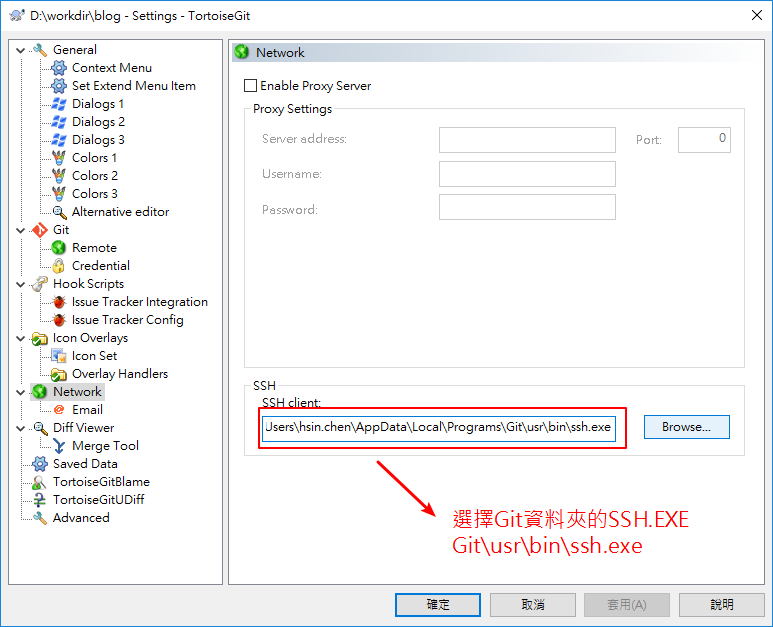 D:\workdir\blog - Settings - TortoiseGit
General
Context Menu
Set Extend Menu Item
Dialogs 1
Dialogs 2
Dialogs 3
Colors 1
Colors 2
Colors 3
Alternative editor
Git
Remote
Credential
Hook Scripts
Issue Tracker Integration
Issue Tracker Config
Icon Overlays
Icon Set
Overlay Handlers
Network
Email
Diff Viewer
Merge Tool
Saved Data
TortoiseGitBlame
TortoiseGitUDiff
Advanced
Network
Enable Proxy Server
Proxy Settings
Server address:
Port:
0
Username:
Password:
SSH
SSH client:
Users\hsin.chen\AppData\Local\Programs\Git\usr\bin\ssh.exe
Browse...
選擇Git資料夾的SSH.EXE
Git\usr\bin\ssh.exe
確定
取消
套用(A)
說明